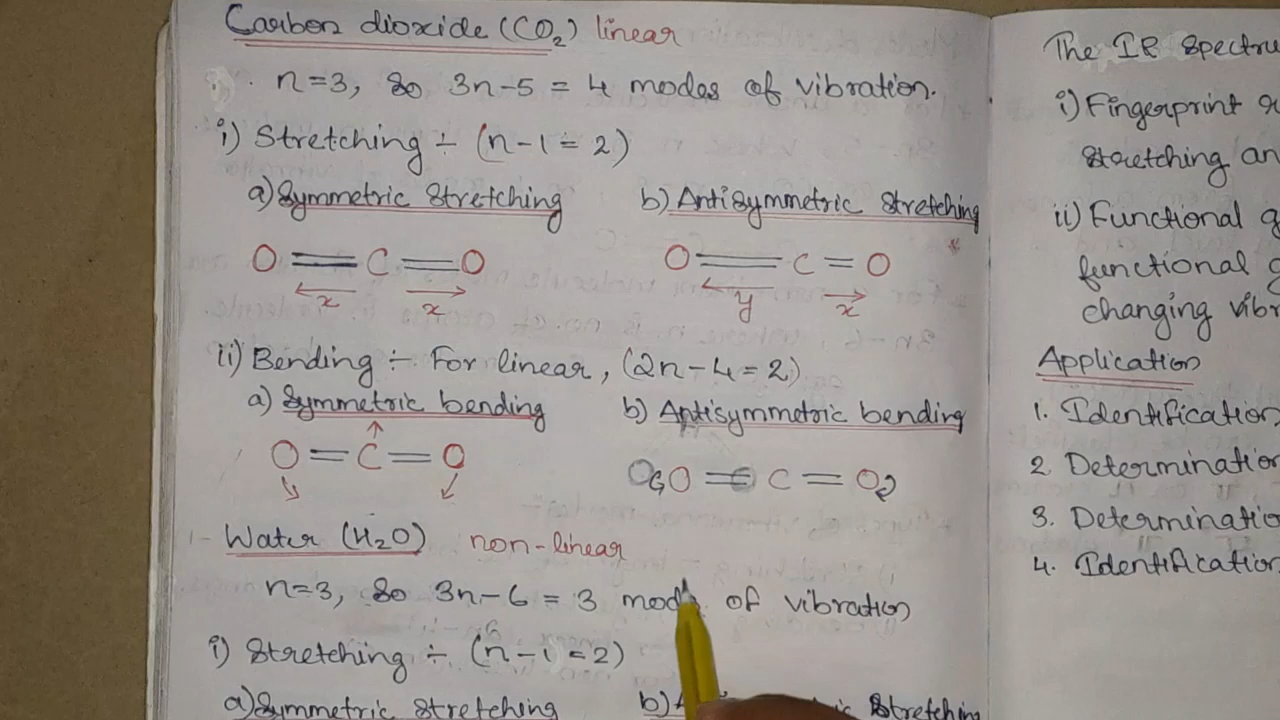 Carbon dioxide (CO2) linear
n=3, so 3n-5 = 4 modes of vibration.
i) Stretching ÷ (n-1=2)
a) Symmetric Stretching b) Antisymmetric Stretching
O = C = O O = C = O
x x y x
ii) Bending ÷ For linear, (2n-4=2)
a) Symmetric bending b) Antisymmetric bending
O = C = O O = C = O
Water (H2O) non-linear
n=3, so 3n-6 = 3 mode of vibration
i) Stretching ÷ (n-1=2)
a) Symmetric Stretching b) Stretching
The IR Spectru
i) Fingerprint
Stretching an
ii) Functional g
functional g
changing vibr
Application
1. Identification
2 Determination
3. Determinatio
4. Identification